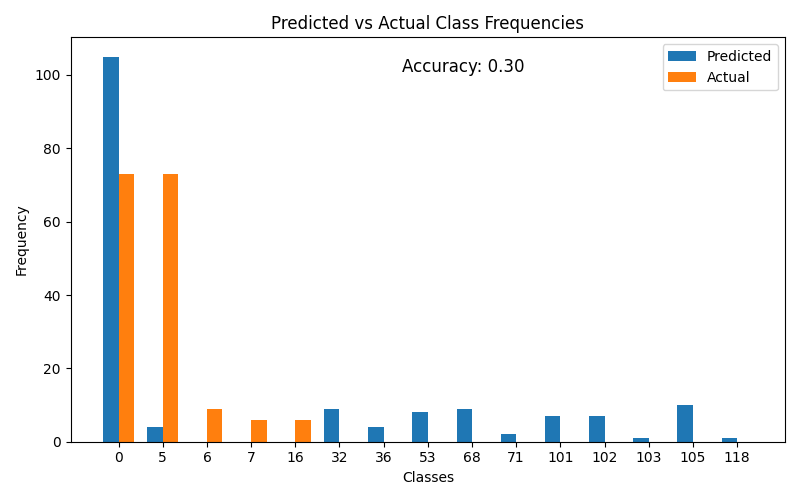 Predicted vs Actual Class Frequencies
Accuracy: 0.30
Predicted
Actual
Frequency
100
80
60
40
20
0
0 5 6 7 16 32 36 53 68 71 101 102 103 105 118
Classes